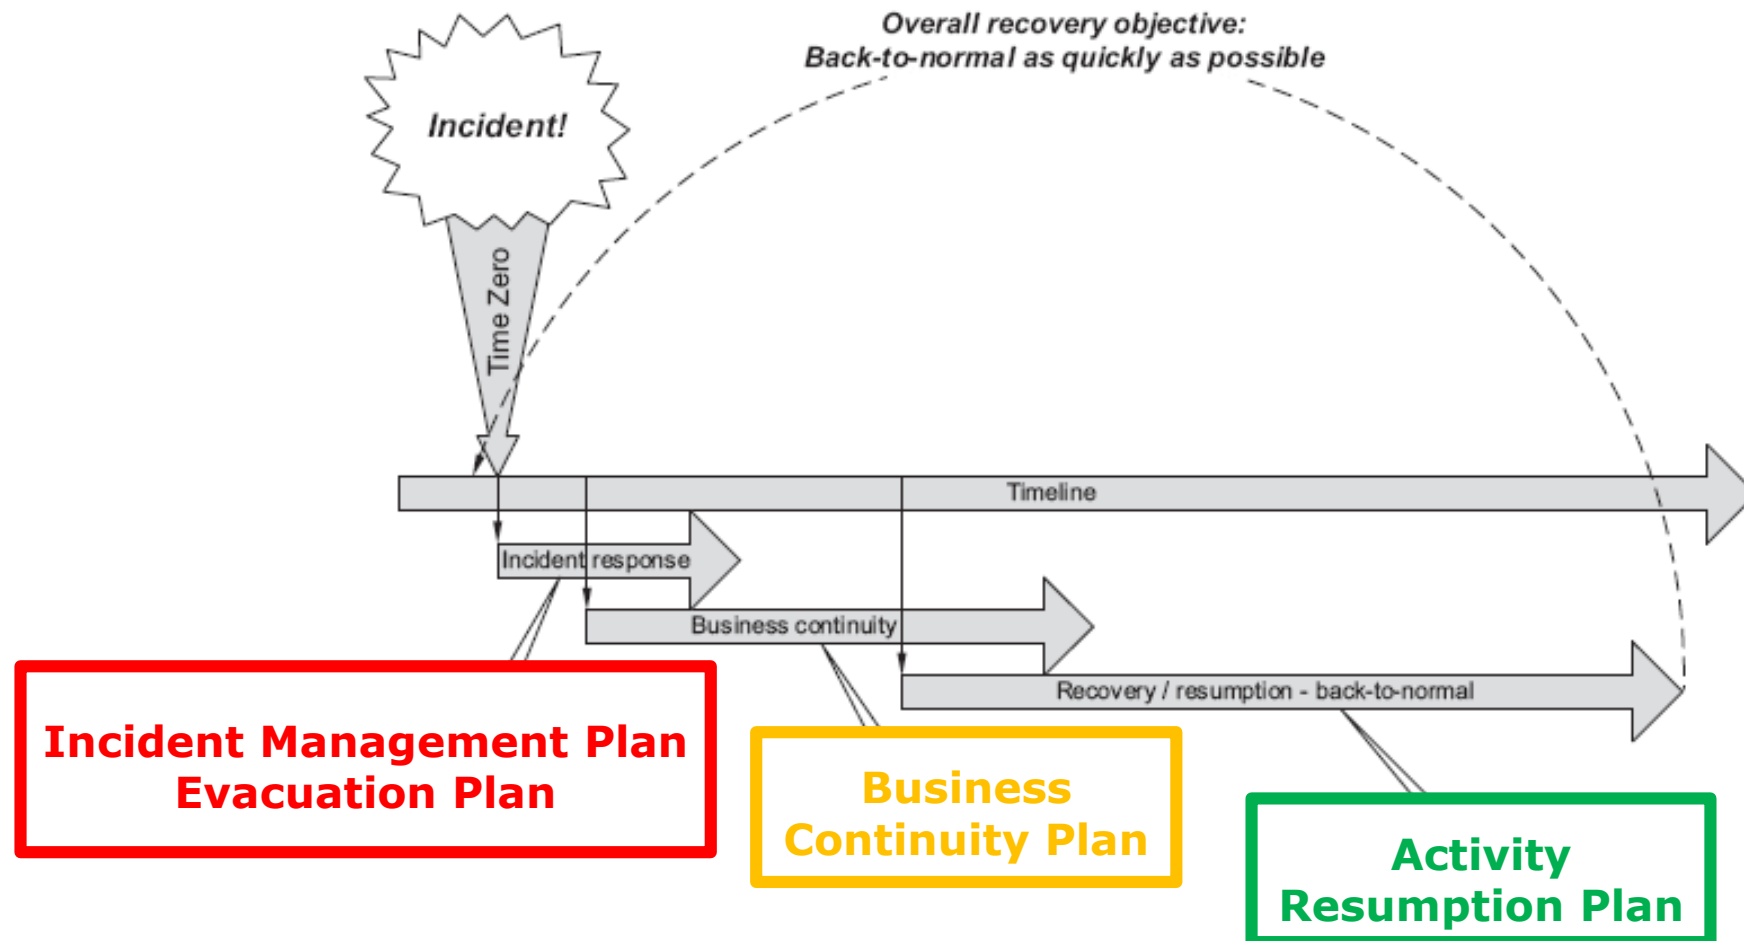 Overall recovery objective:
Back-to-normal as quickly as possible
Incident!
Time Zero
Timeline
Incident response
Business continuity
Recovery / resumption - back-to-normal
Incident Management Plan
Evacuation Plan
Business
Continuity Plan
Activity
Resumption Plan